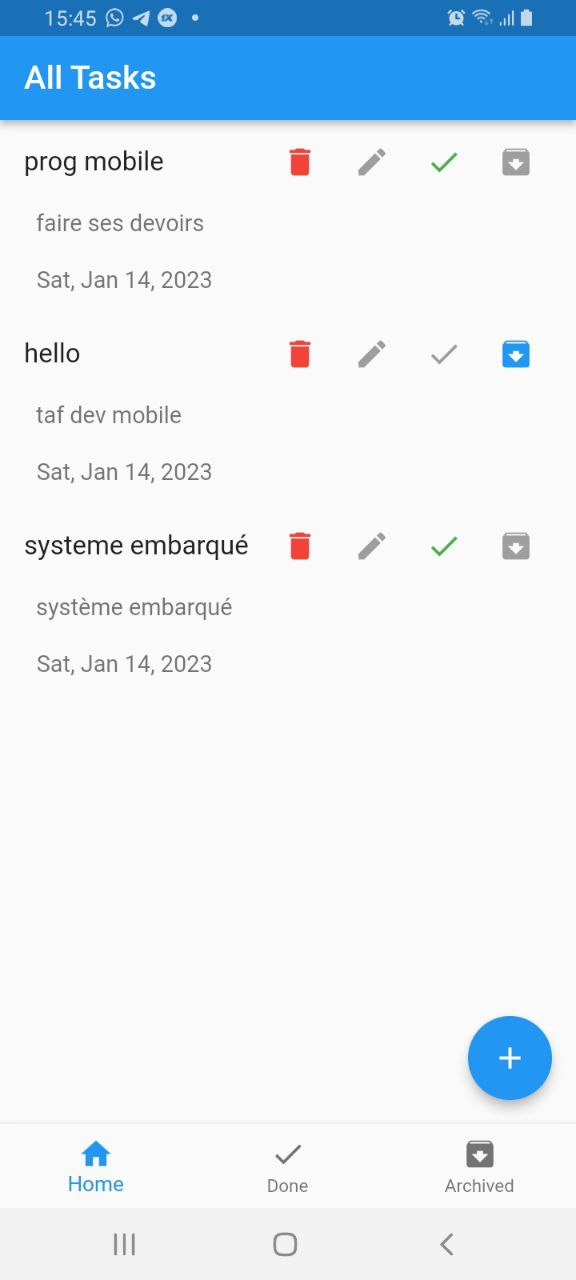 15:45
All Tasks
prog mobile
faire ses devoirs
Sat, Jan 14, 2023
hello
taf dev mobile
Sat, Jan 14, 2023
systeme embarqué
système embarqué
Sat, Jan 14, 2023
Home
Done
Archived